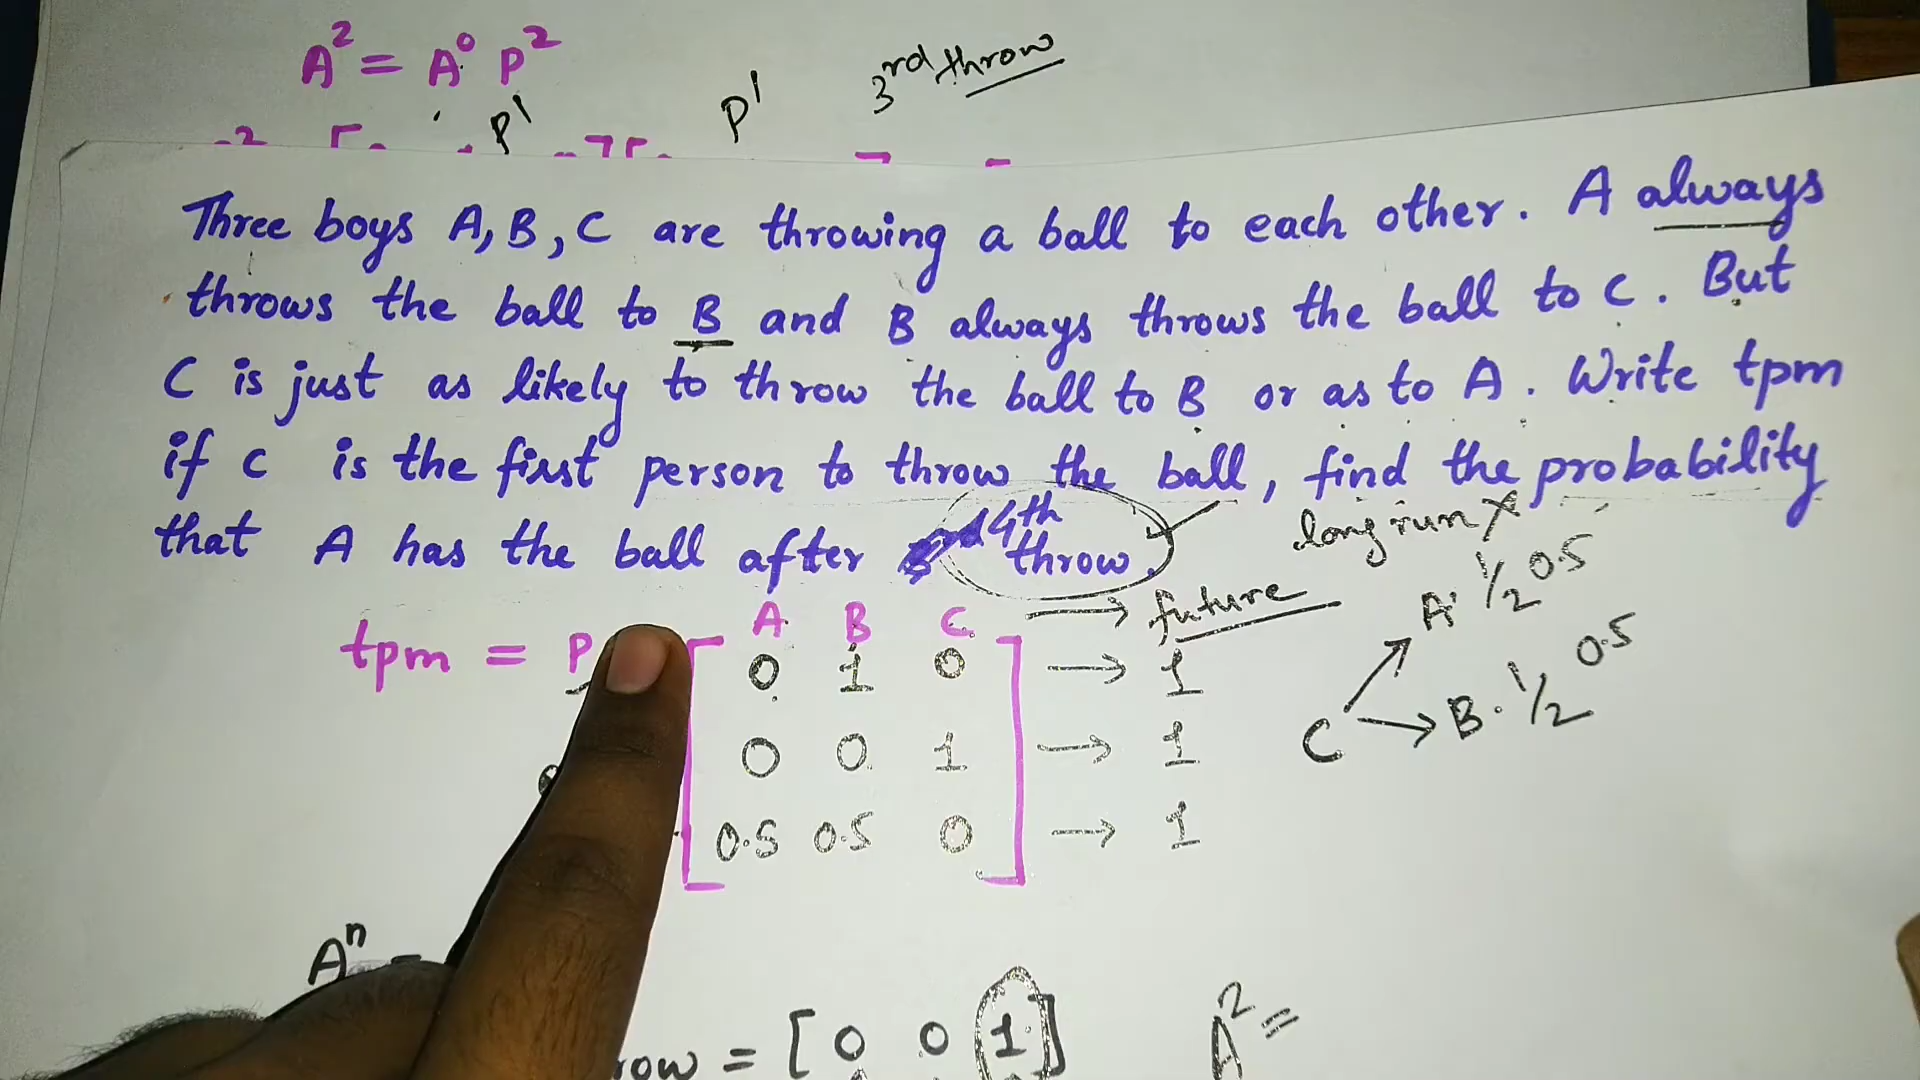 A² = A⁰ P²
P' P' 3rd throw
Three boys A, B, C are throwing a ball to each other. A always
throws the ball to B and B always throws the ball to C. But
C is just as likely to throw the ball to B or as to A. Write tpm
if C is the first person to throw the ball, find the probability
that A has the ball after 4th throw.
long run X
→ future
A B C
tpm = P
0 1 0 → 1
0 0 1 → 1
0.5 0.5 0 → 1
A 1/2 0.5
C → B. 1/2 0.5
Aⁿ =
= [0 0 1]
A² =